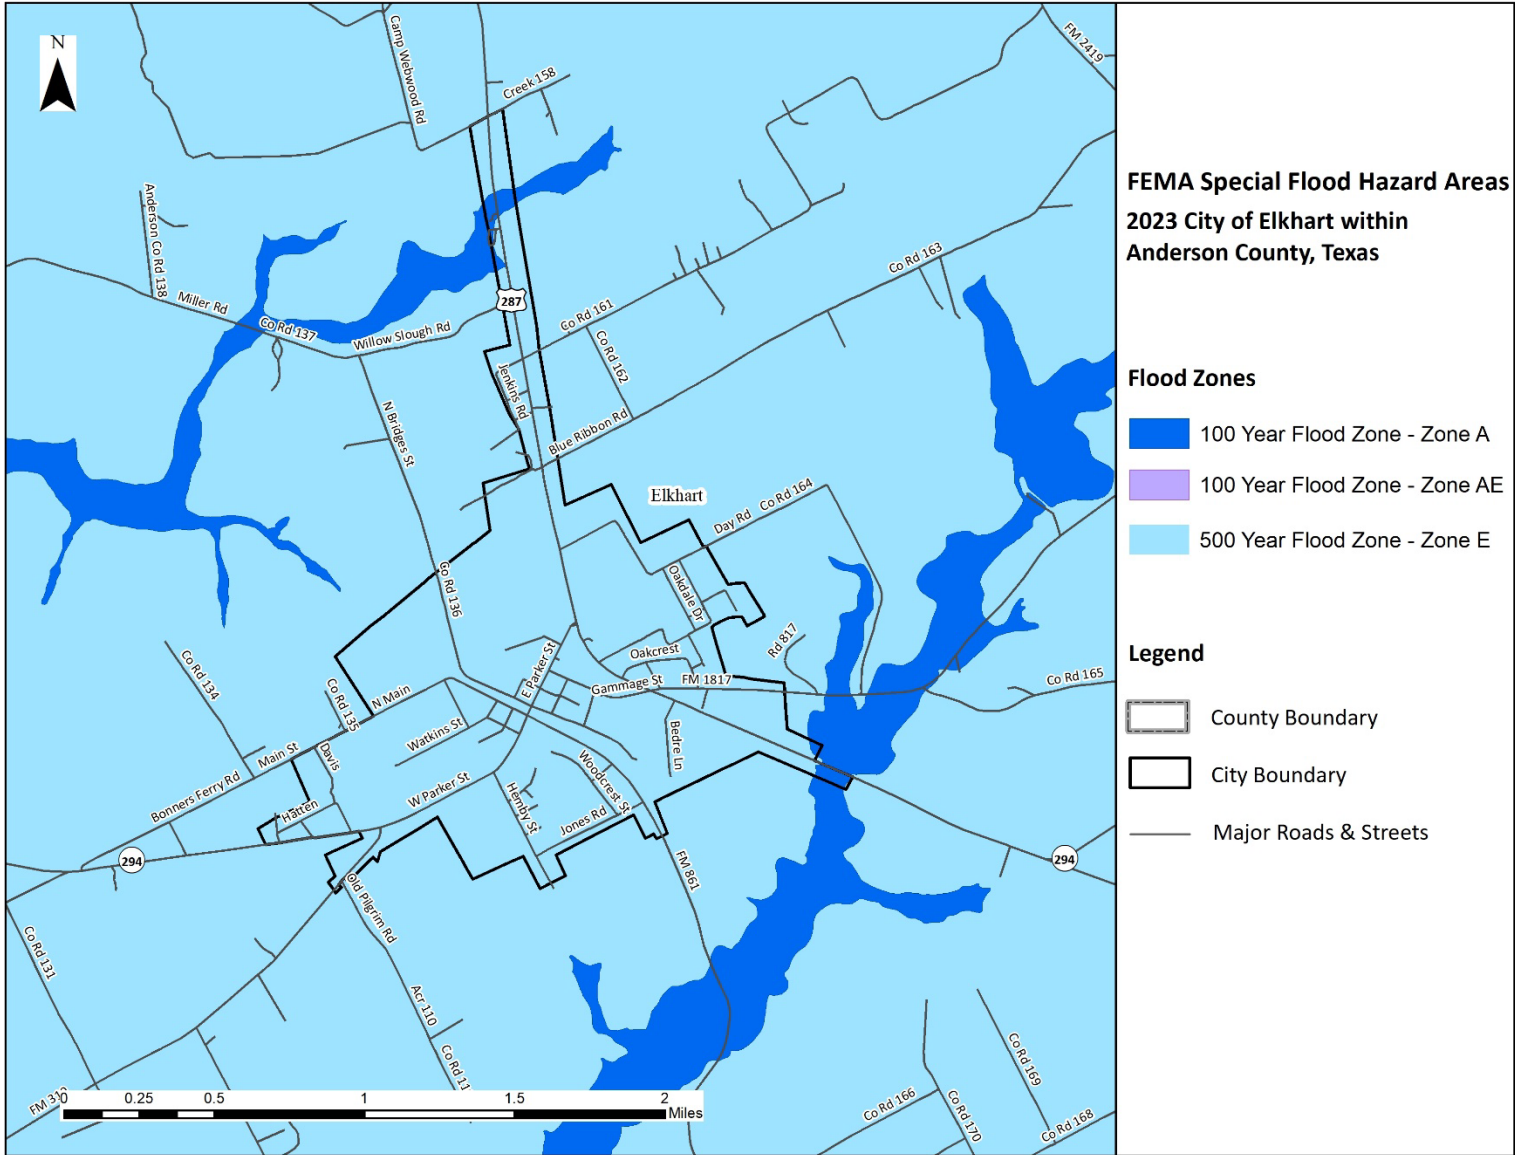 N
Camp Webwood Rd
Creek 158
FM 2419
Anderson Co Rd 138
Miller Rd
Co Rd 137
Willow Slough Rd
287
Co Rd 161
Co Rd 162
Co Rd 163
Jenkins Rd
Blue Ribbon Rd
N Bridges St
Elkhart
Day Rd
Co Rd 164
Co Rd 136
Oakdale Dr
Rd 817
Oakcrest
E Parker St
Gammage St
FM 1817
Co Rd 165
Co Rd 134
Co Rd 135
N Main
Watkins St
Bedre Ln
Main St
Davis
Bonners Ferry Rd
W Parker St
Woodcrest St
Hemby St
Hatten
Jones Rd
294
294
FM 861
Old Pilgrim Rd
Co Rd 131
Acr 110
Co Rd 11
Co Rd 169
Co Rd 166
Co Rd 170
Co Rd 168
0 0.25 0.5 1 1.5 2
Miles
FEMA Special Flood Hazard Areas
2023 City of Elkhart within
Anderson County, Texas
Flood Zones
100 Year Flood Zone - Zone A
100 Year Flood Zone - Zone AE
500 Year Flood Zone - Zone E
Legend
County Boundary
City Boundary
Major Roads & Streets